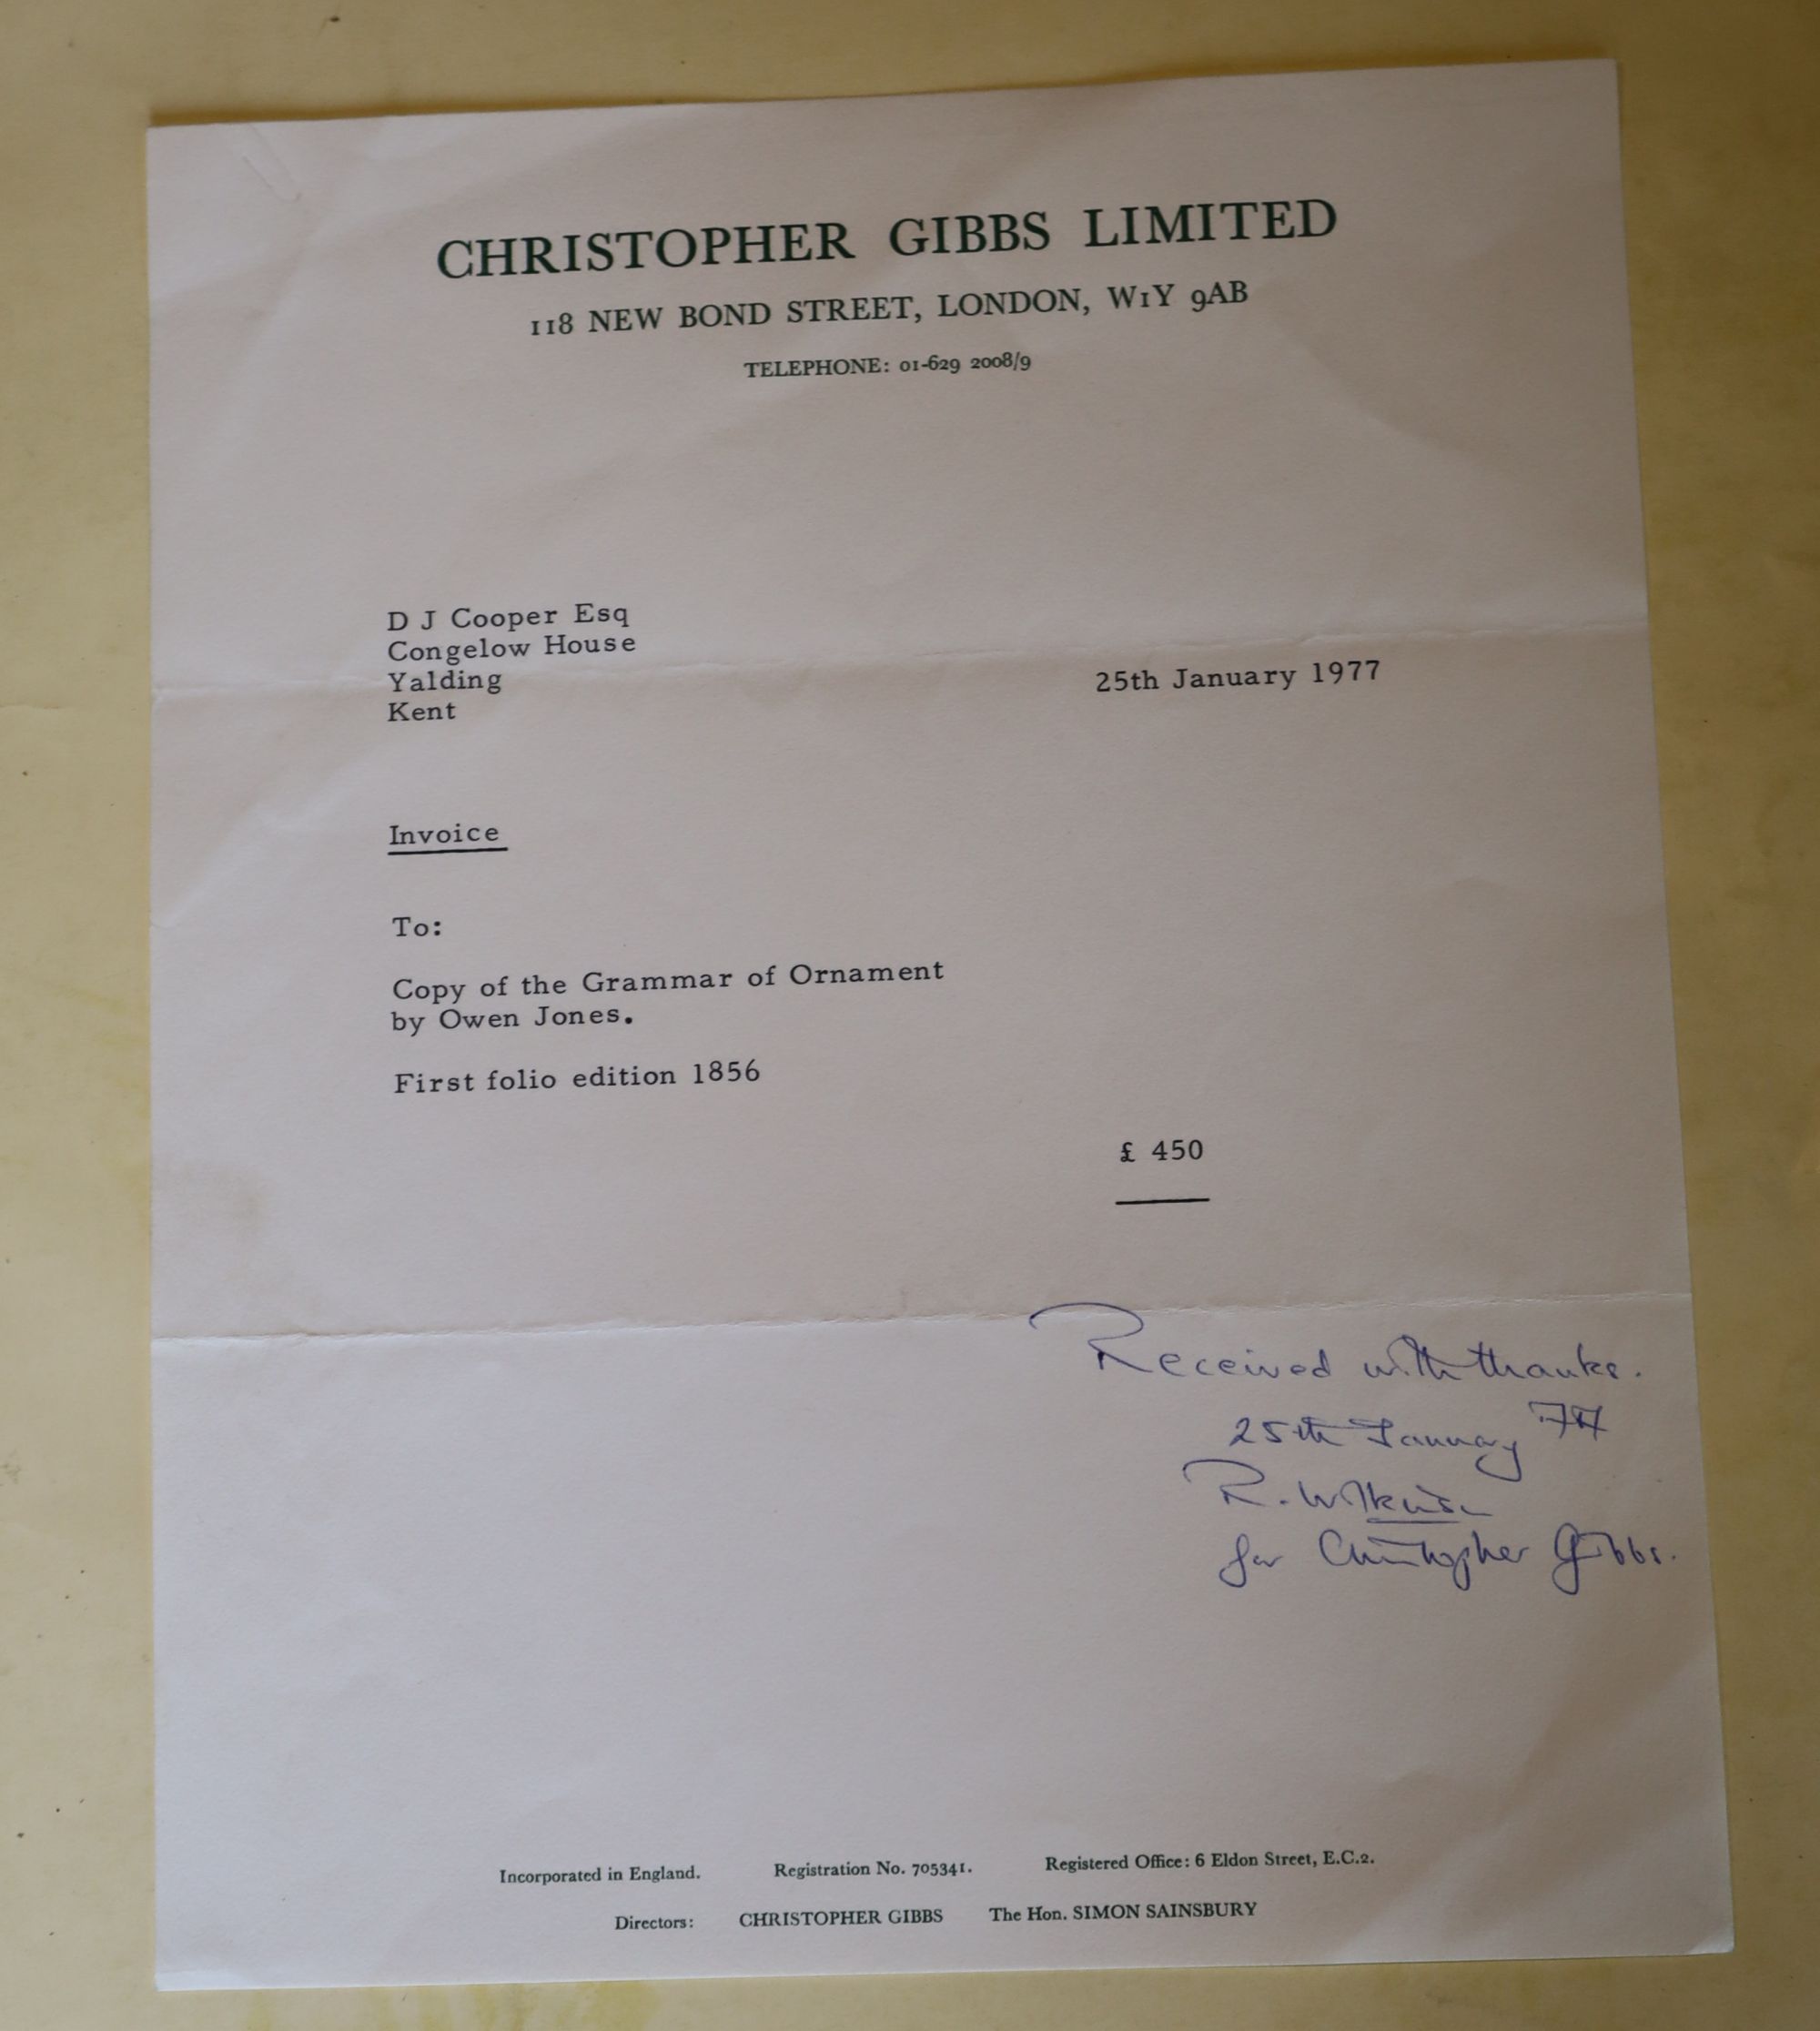 CHRISTOPHER GIBBS LIMITED
118 NEW BOND STREET, LONDON, W1Y 9AB
TELEPHONE: 01-629 2008/9
D J Cooper Esq
Congelow House
Yalding
Kent
25th January 1977
Invoice
To:
Copy of the Grammar of Ornament
by Owen Jones.
First folio edition 1856
£ 450
Received with thanks.
25th January '77
R. Wilkinson
for Christopher Gibbs.
Incorporated in England. Registration No. 705341. Registered Office: 6 Eldon Street, E.C.2.
Directors: CHRISTOPHER GIBBS The Hon. SIMON SAINSBURY